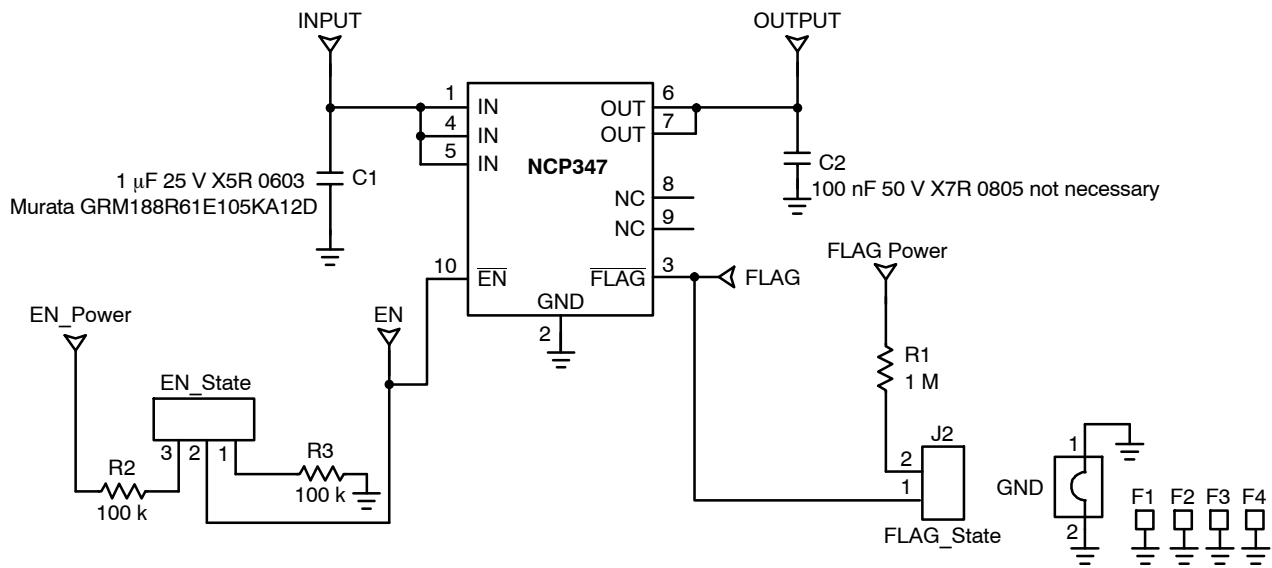 INPUT
OUTPUT
1
IN
4
IN
5
IN
NCP347
OUT
6
OUT
7
NC
8
NC
9
10
EN
FLAG
3
GND
2
1 μF 25 V X5R 0603
Murata GRM188R61E105KA12D
C1
C2
100 nF 50 V X7R 0805 not necessary
FLAG
FLAG Power
R1
1 M
EN_Power
EN
EN_State
3
2
1
R2
100 k
R3
100 k
J2
2
1
FLAG_State
1
GND
2
F1
F2
F3
F4